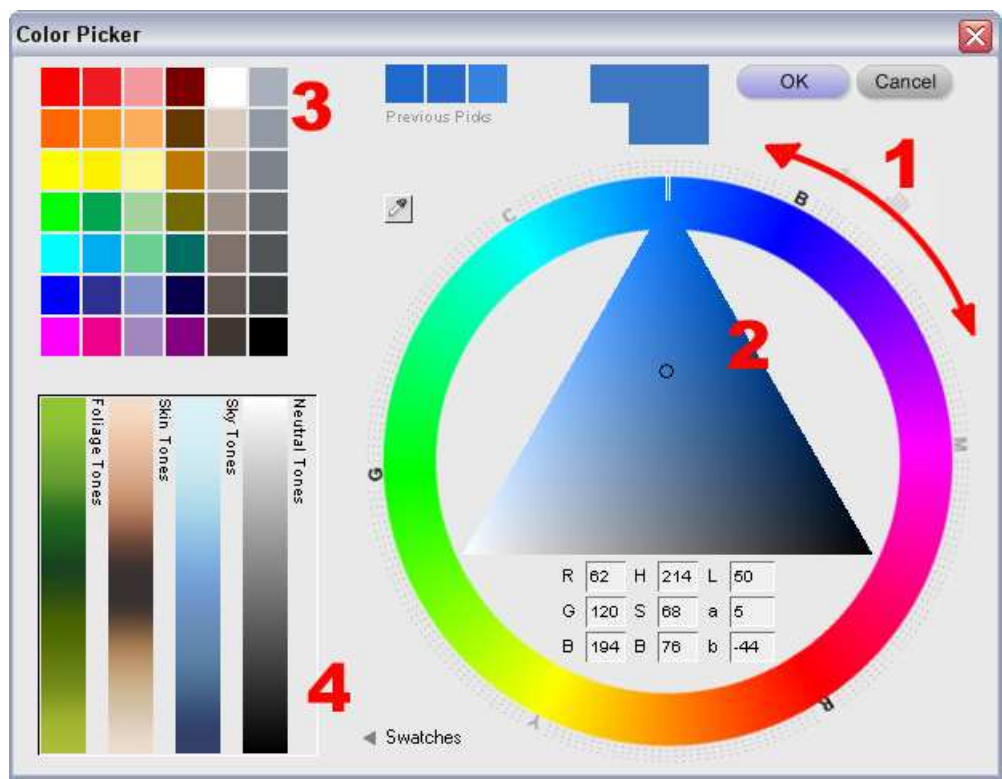 Color Picker
3
Previous Picks
OK
Cancel
1
C
B
2
M
G
Foliage Tones
Skin Tones
Sky Tones
Neutral Tones
R 62 H 214 L 50
G 120 S 68 a 5
B 194 B 76 b -44
4
R
Y
Swatches